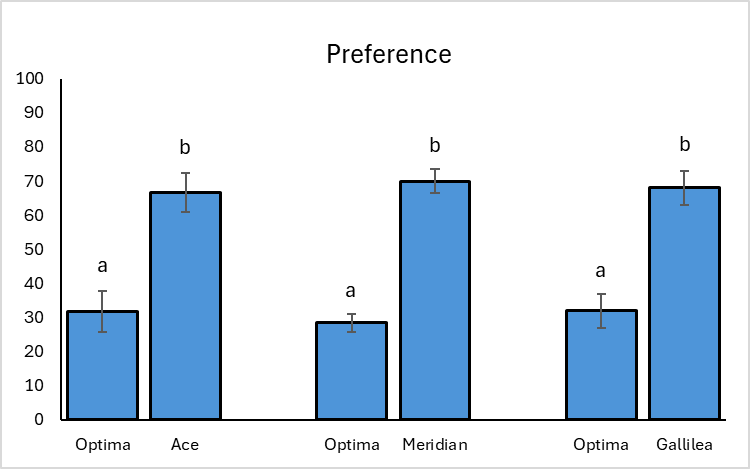 Preference
100
90
80
70
60
50
40
30
20
10
0
b
b
b
a
a
a
Optima Ace Optima Meridian Optima Gallilea